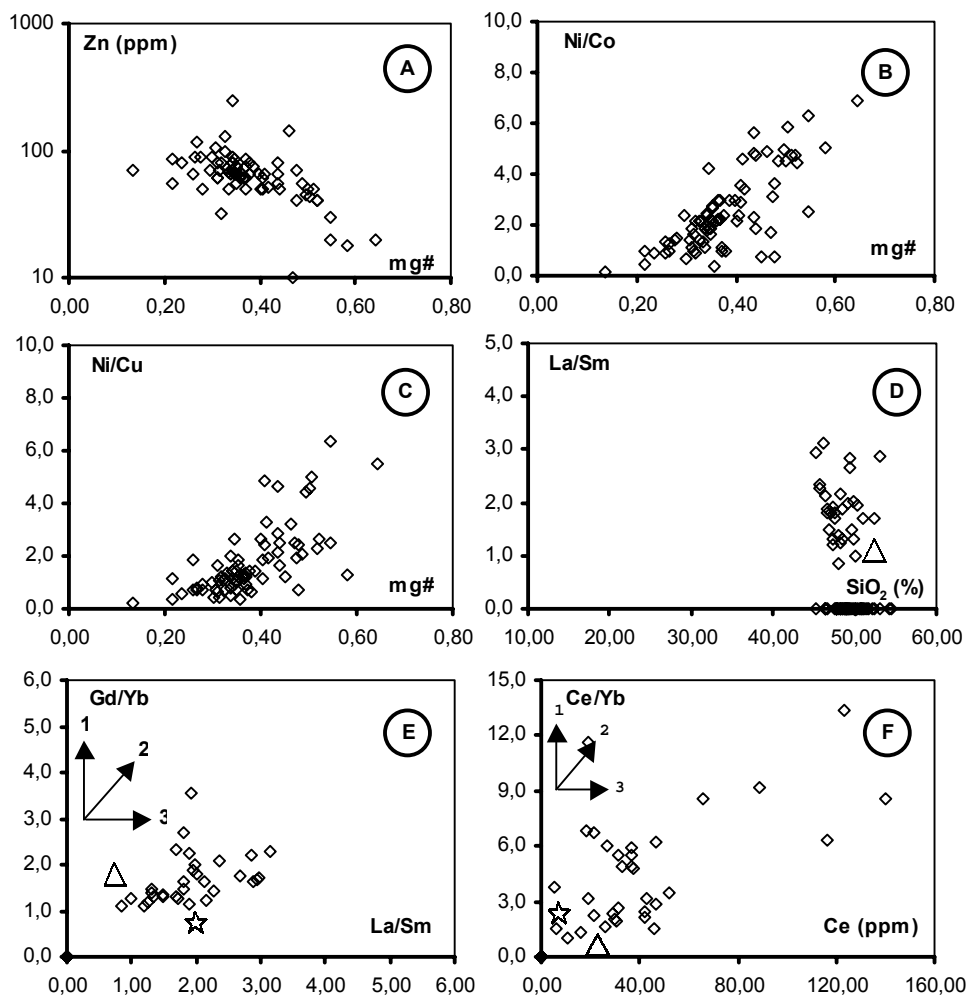 1000
Zn (ppm)
A
100
10
mg#
0,00 0,20 0,40 0,60 0,80
10,0
Ni/Co
B
8,0
6,0
4,0
2,0
mg#
0,0
0,00 0,20 0,40 0,60 0,80
10,0
Ni/Cu
C
8,0
6,0
4,0
2,0
mg#
0,0
0,00 0,20 0,40 0,60 0,80
5,0
La/Sm
D
4,0
3,0
2,0
1,0
SiO2 (%)
0,0
10,00 20,00 30,00 40,00 50,00 60,00
6,0
Gd/Yb
E
5,0
1
2
4,0
3,0
3
2,0
1,0
La/Sm
0,0
0,00 1,00 2,00 3,00 4,00 5,00 6,00
15,0
Ce/Yb
F
1
2
12,0
9,0
3
6,0
3,0
Ce (ppm)
0,0
0,00 40,00 80,00 120,00 160,00